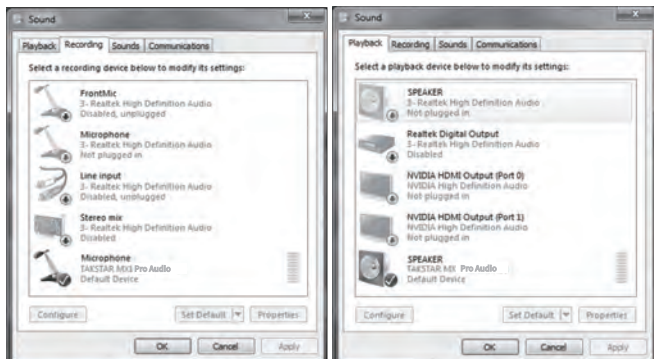 Sound
Playback Recording Sounds Communications
Select a recording device below to modify its settings:
FrontMic
3- Realtek High Definition Audio
Disabled, unplugged
Microphone
3- Realtek High Definition Audio
Not plugged in
Line input
3- Realtek High Definition Audio
Disabled, unplugged
Stereo mix
3- Realtek High Definition Audio
Disabled
Microphone
TAKSTAR MX1 Pro Audio
Default Device
Configure Set Default Properties
OK Cancel Apply
Sound
Playback Recording Sounds Communications
Select a playback device below to modify its settings:
SPEAKER
3- Realtek High Definition Audio
Not plugged in
Realtek Digital Output
3- Realtek High Definition Audio
Disabled
NVIDIA HDMI Output (Port 0)
NVIDIA High Definition Audio
Not plugged in
NVIDIA HDMI Output (Port 1)
NVIDIA High Definition Audio
Not plugged in
SPEAKER
TAKSTAR MX Pro Audio
Default Device
Configure Set Default Properties
OK Cancel Apply